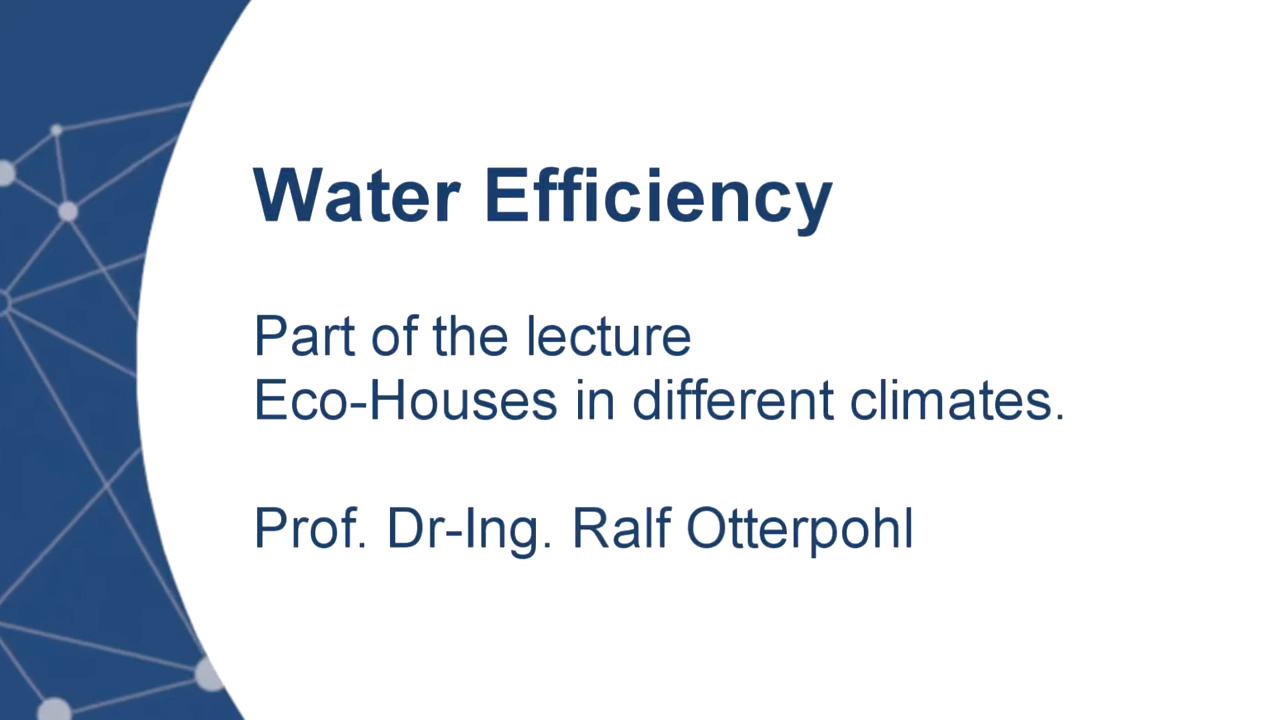 Water Efficiency
Part of the lecture
Eco-Houses in different climates.
Prof. Dr-Ing. Ralf Otterpohl